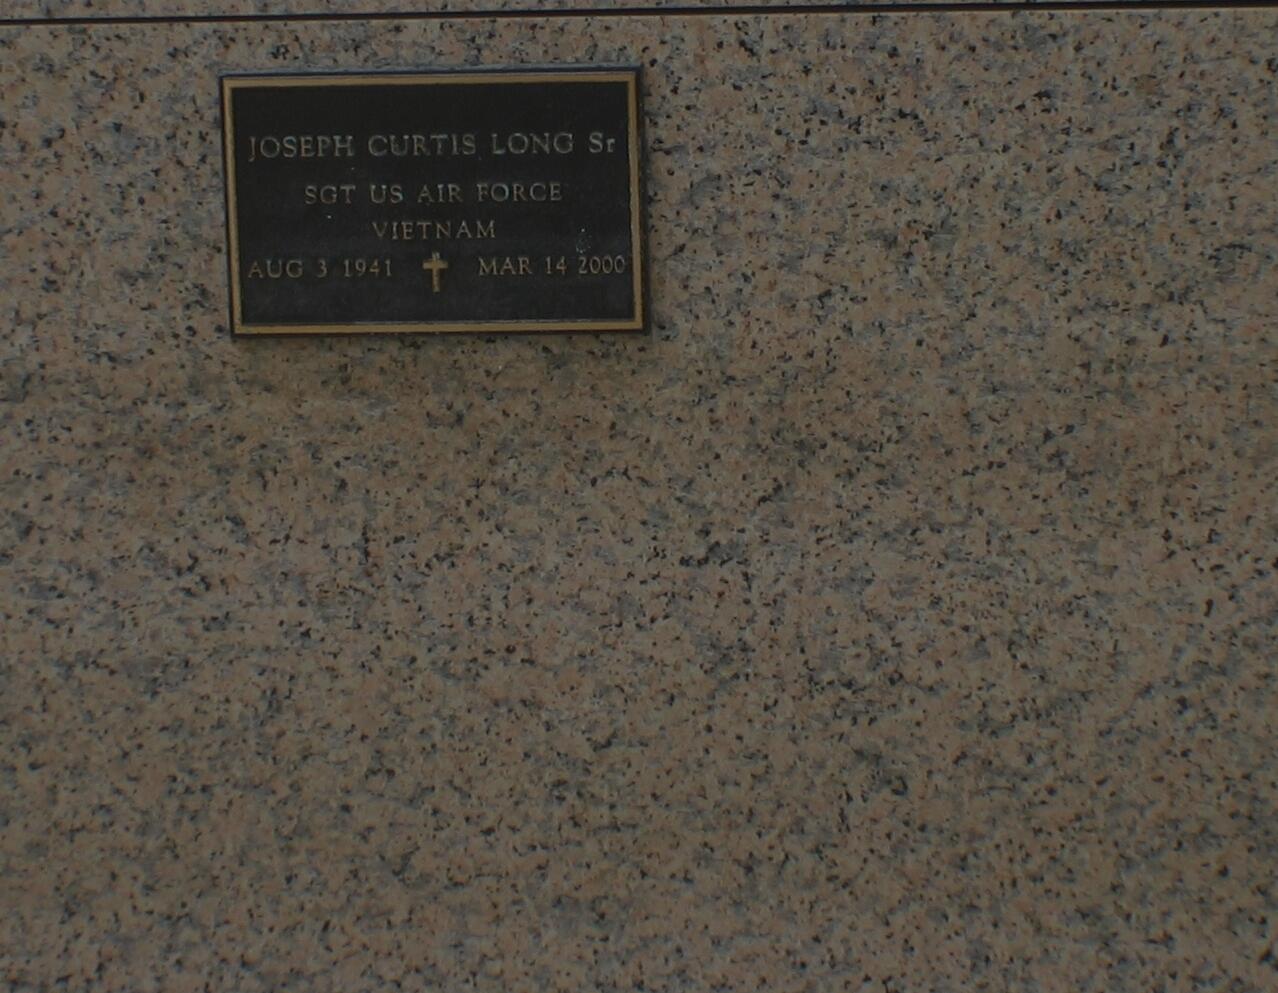 JOSEPH CURTIS LONG Sr
SGT US AIR FORCE
VIETNAM
AUG 3 1941 MAR 14 2000